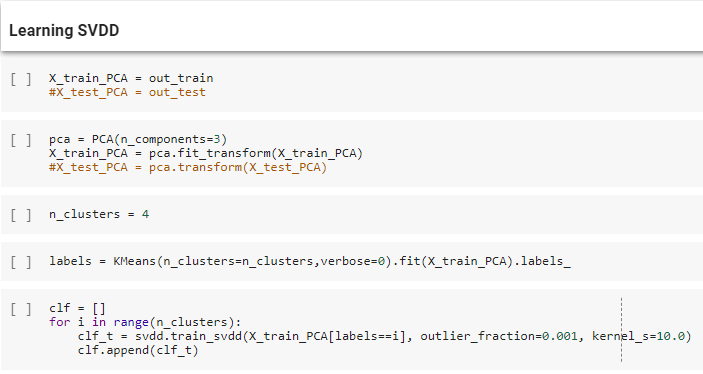 Learning SVDD
[ ] X_train_PCA = out_train
#X_test_PCA = out_test
[ ] pca = PCA(n_components=3)
X_train_PCA = pca.fit_transform(X_train_PCA)
#X_test_PCA = pca.transform(X_test_PCA)
[ ] n_clusters = 4
[ ] labels = KMeans(n_clusters=n_clusters,verbose=0).fit(X_train_PCA).labels_
[ ] clf = []
for i in range(n_clusters):
    clf_t = svdd.train_svdd(X_train_PCA[labels==i], outlier_fraction=0.001, kernel_s=10.0)
    clf.append(clf_t)